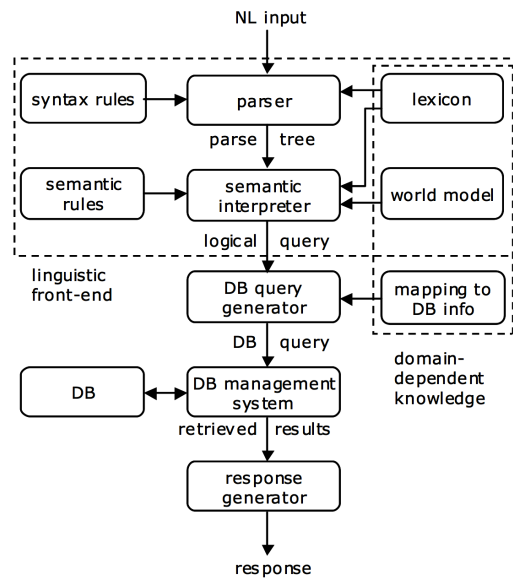 NL input
syntax rules
parser
lexicon
parse tree
semantic
rules
semantic
interpreter
world model
logical query
linguistic
front-end
DB query
generator
mapping to
DB info
DB query
domain-
dependent
knowledge
DB
DB management
system
retrieved results
response
generator
response